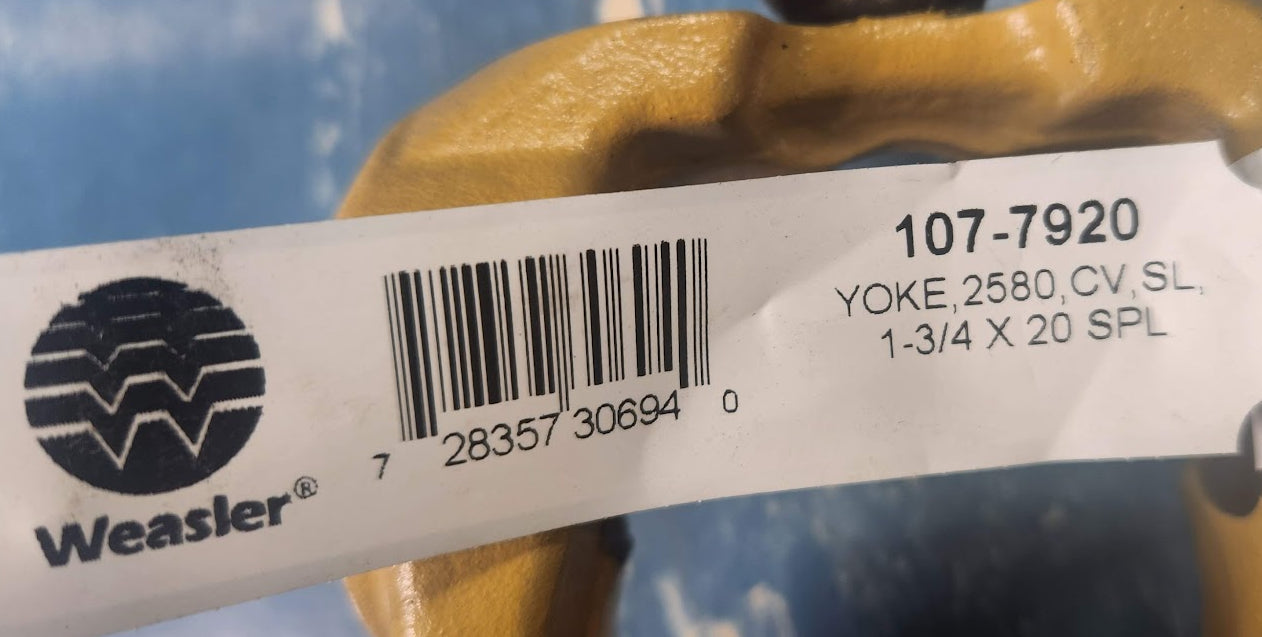 Weasler®
7 28357 30694 0
107-7920
YOKE,2580,CV,SL,
1-3/4 X 20 SPL